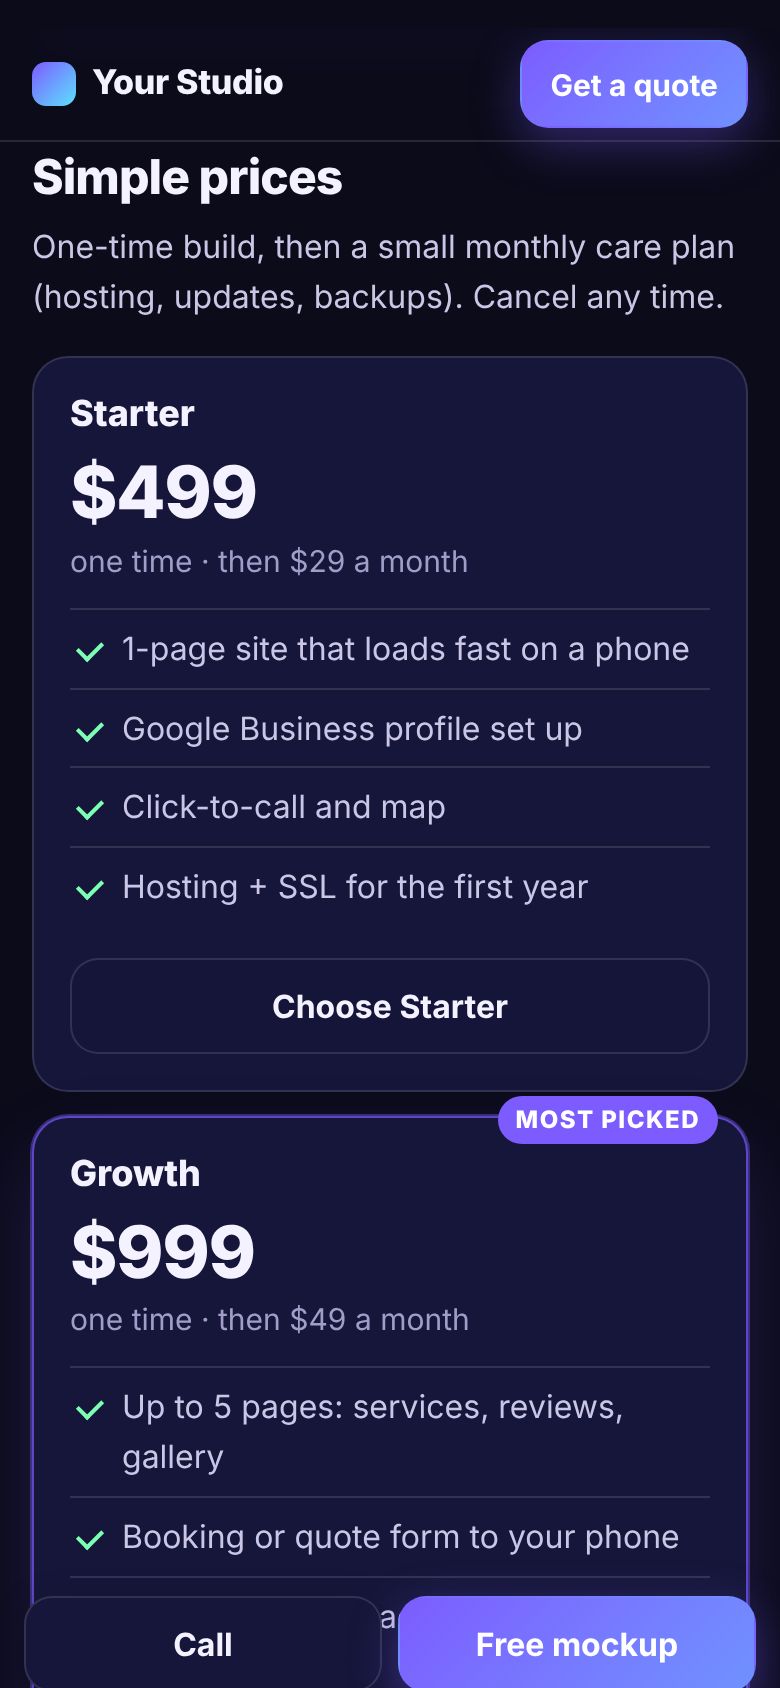 Your Studio
Get a quote
Simple prices
One-time build, then a small monthly care plan
(hosting, updates, backups). Cancel any time.
Starter
$499
one time · then $29 a month
1-page site that loads fast on a phone
Google Business profile set up
Click-to-call and map
Hosting + SSL for the first year
Choose Starter
MOST PICKED
Growth
$999
one time · then $49 a month
Up to 5 pages: services, reviews,
gallery
Booking or quote form to your phone
Call
Free mockup